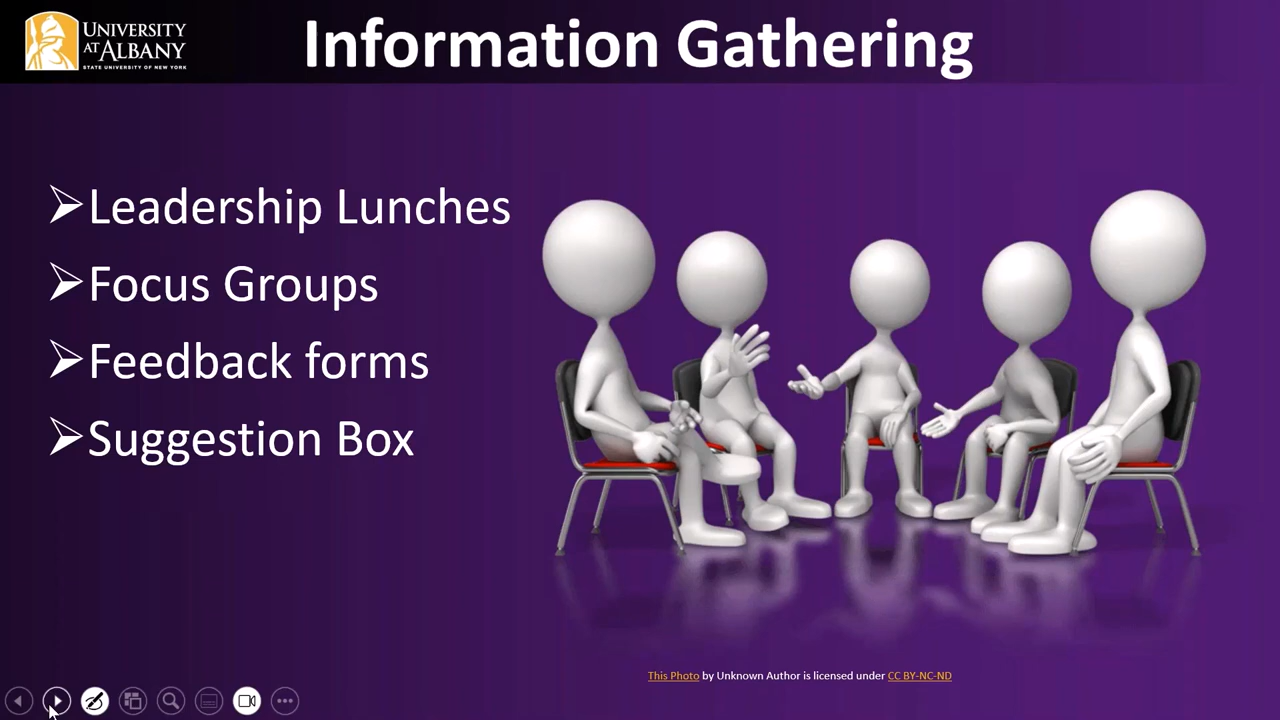 UNIVERSITY
AT ALBANY
STATE UNIVERSITY OF NEW YORK
Information Gathering
➢Leadership Lunches
➢Focus Groups
➢Feedback forms
➢Suggestion Box
This Photo by Unknown Author is licensed under CC BY-NC-ND